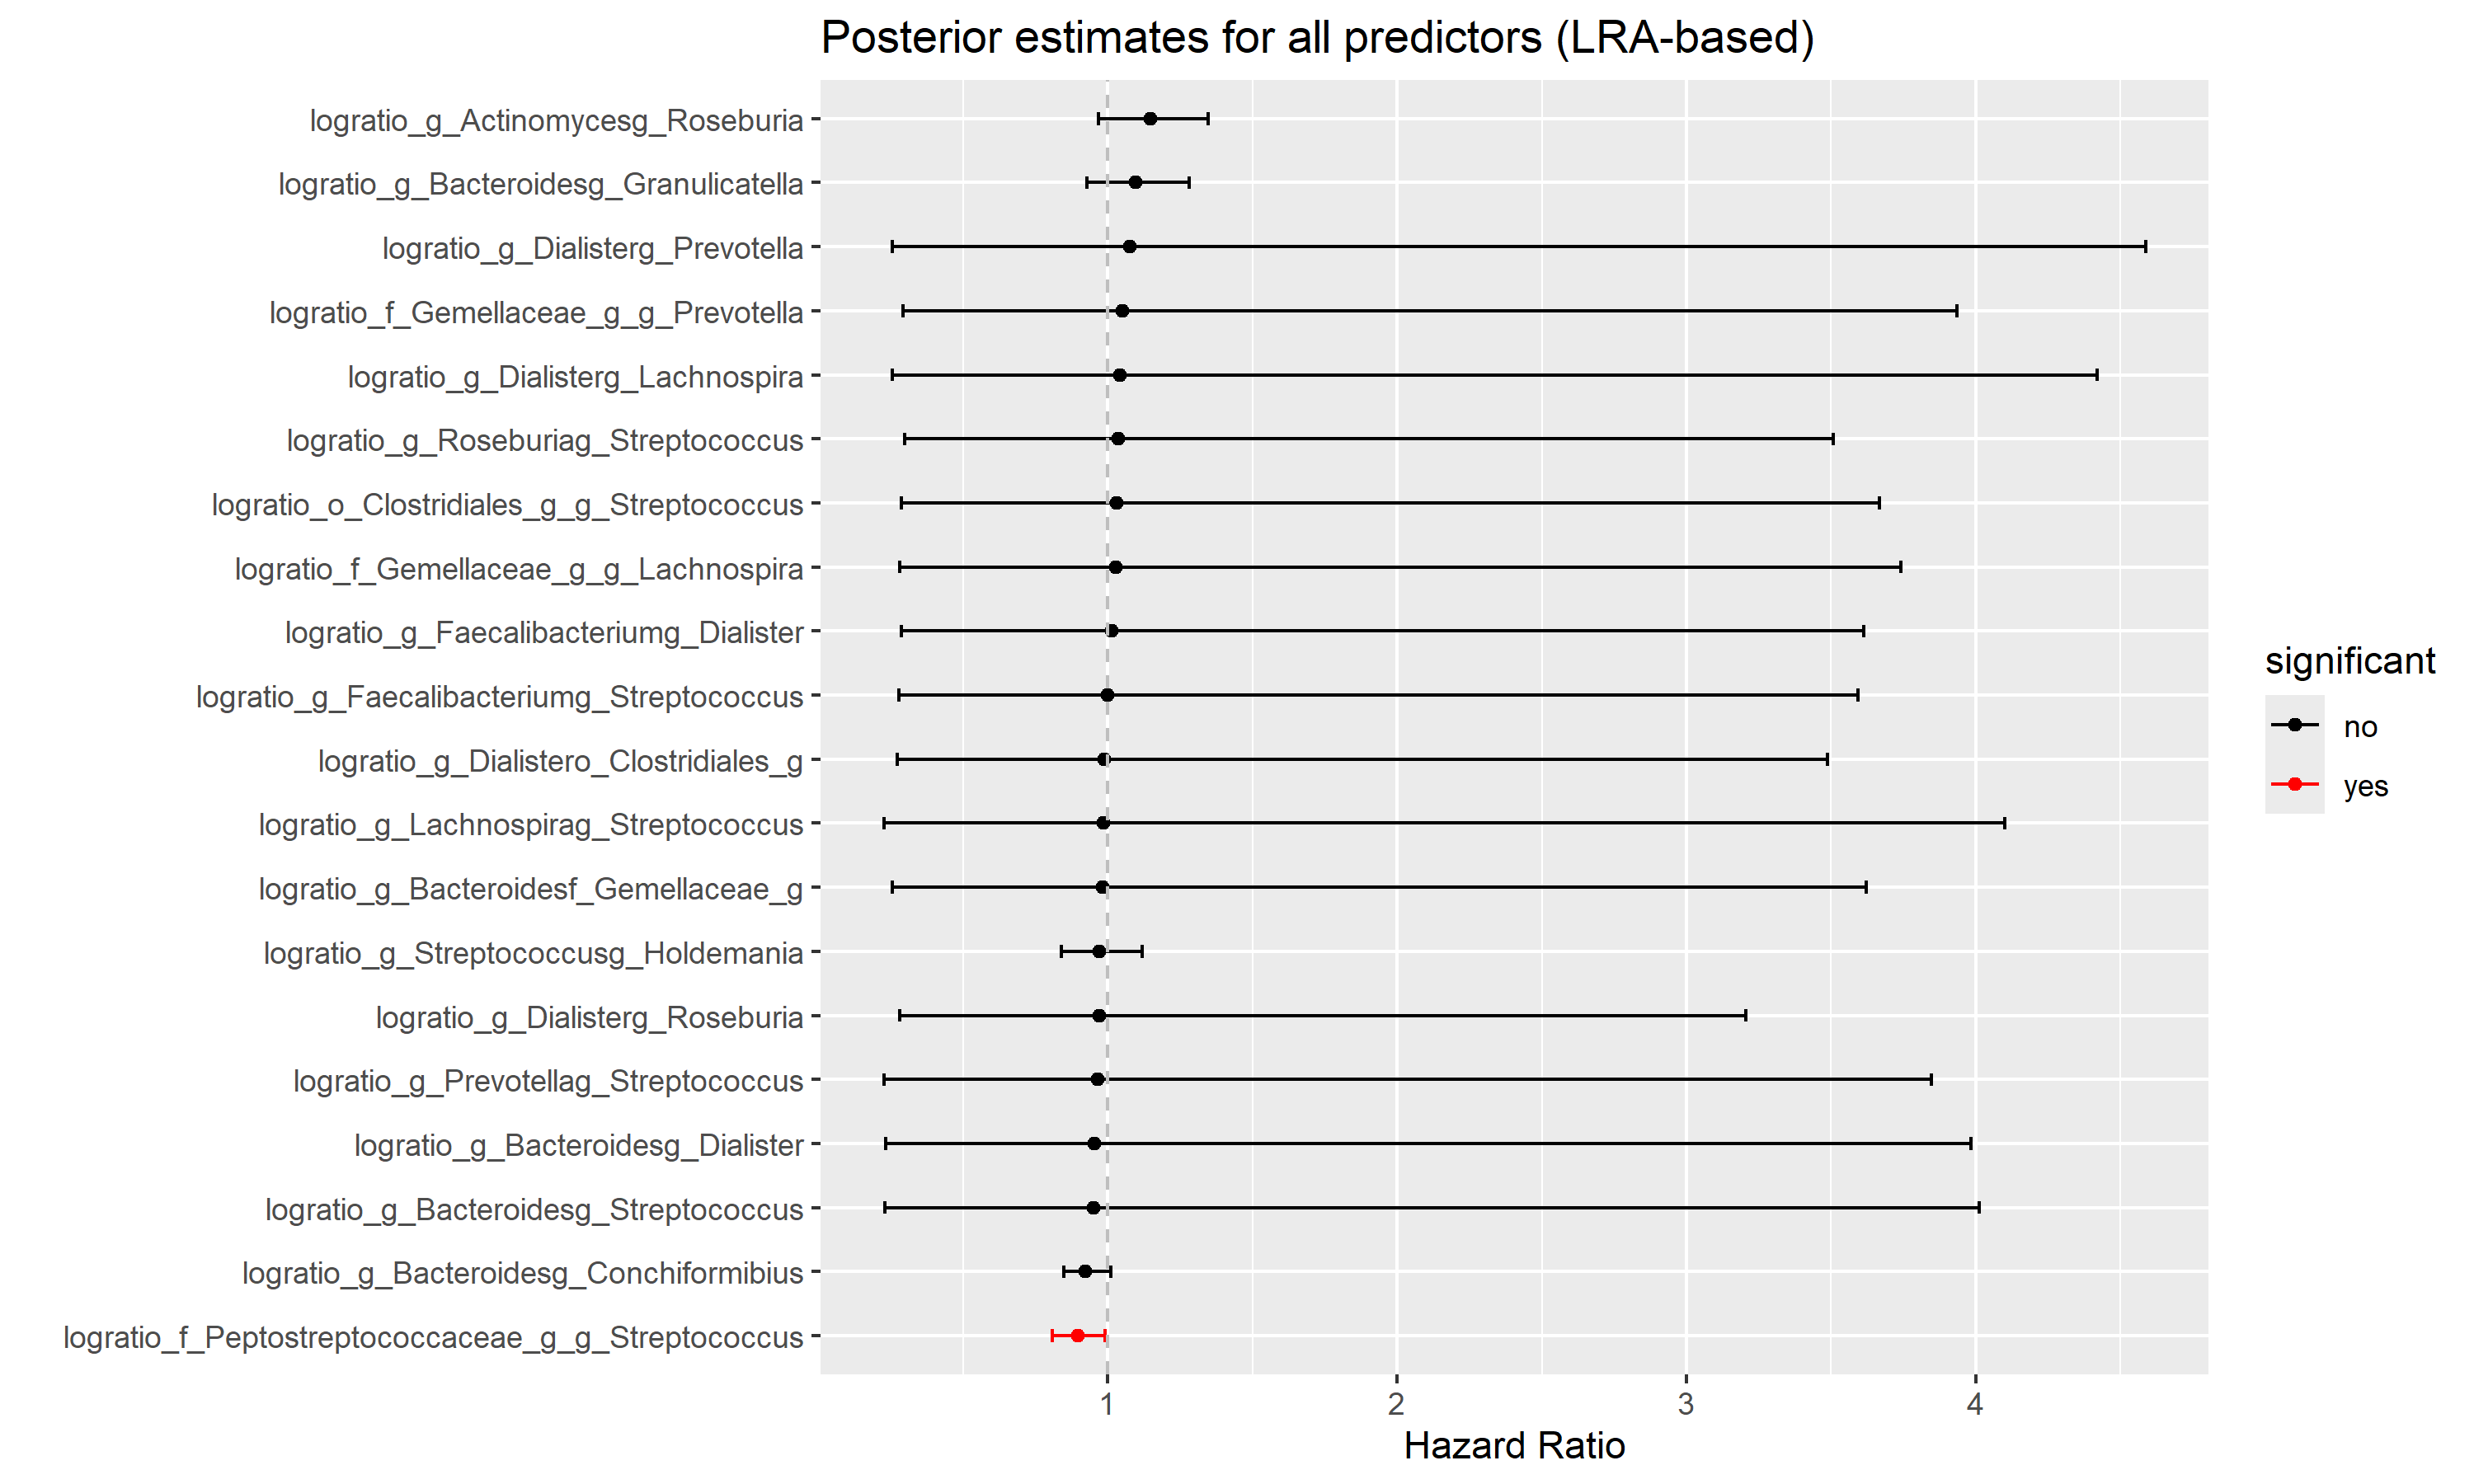 Posterior estimates for all predictors (LRA-based)
logratio_g_Actinomycesg_Roseburia
logratio_g_Bacteroidesg_Granulicatella
logratio_g_Dialisterg_Prevotella
logratio_f_Gemellaceae_g_g_Prevotella
logratio_g_Dialisterg_Lachnospira
logratio_g_Roseburiag_Streptococcus
logratio_o_Clostridiales_g_g_Streptococcus
logratio_f_Gemellaceae_g_g_Lachnospira
logratio_g_Faecalibacteriumg_Dialister
logratio_g_Faecalibacteriumg_Streptococcus
logratio_g_Dialistero_Clostridiales_g
logratio_g_Lachnospirag_Streptococcus
logratio_g_Bacteroidesf_Gemellaceae_g
logratio_g_Streptococcusg_Holdemania
logratio_g_Dialisterg_Roseburia
logratio_g_Prevotellag_Streptococcus
logratio_g_Bacteroidesg_Dialister
logratio_g_Bacteroidesg_Streptococcus
logratio_g_Bacteroidesg_Conchiformibius
logratio_f_Peptostreptococcaceae_g_g_Streptococcus
1 2 3 4
Hazard Ratio
significant
no
yes